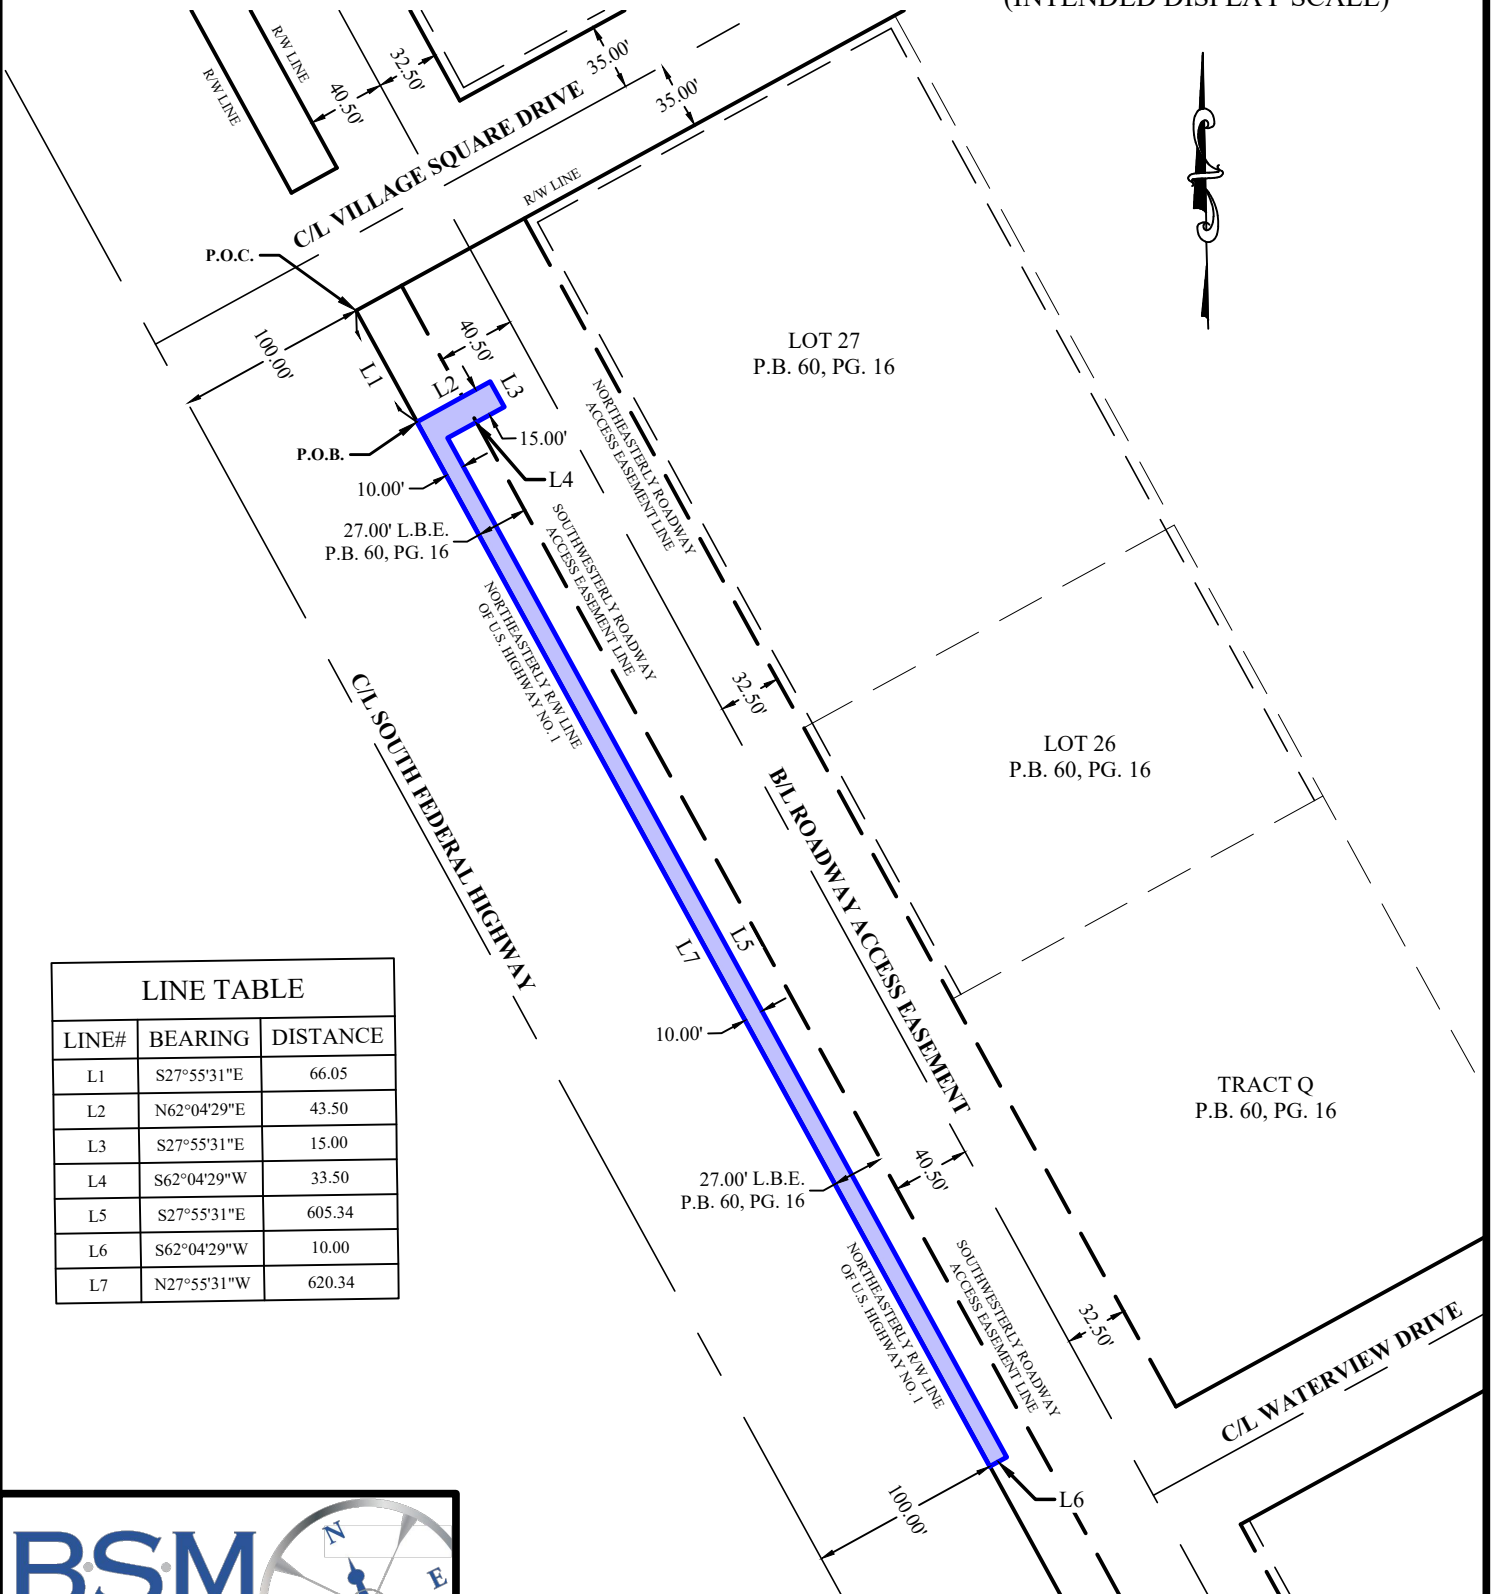 (INTENDED DISPLAY SCALE)
R/W LINE
R/W LINE
40.50'
32.50'
35.00'
35.00'
C/L VILLAGE SQUARE DRIVE
R/W LINE
P.O.C.
100.00'
L1
40.50'
L2
L3
15.00'
P.O.B.
L4
10.00'
27.00' L.B.E.
P.B. 60, PG. 16
LOT 27
P.B. 60, PG. 16
NORTHEASTERLY ROADWAY
ACCESS EASEMENT LINE
SOUTHWESTERLY ROADWAY
ACCESS EASEMENT LINE
NORTHEASTERLY R/W LINE
OF U.S. HIGHWAY NO. 1
32.50'
C/L SOUTH FEDERAL HIGHWAY
LOT 26
P.B. 60, PG. 16
B/L ROADWAY ACCESS EASEMENT
L5
L7
10.00'
LINE TABLE
LINE# BEARING DISTANCE
L1 S27°55'31"E 66.05
L2 N62°04'29"E 43.50
L3 S27°55'31"E 15.00
L4 S62°04'29"W 33.50
L5 S27°55'31"E 605.34
L6 S62°04'29"W 10.00
L7 N27°55'31"W 620.34
TRACT Q
P.B. 60, PG. 16
27.00' L.B.E.
P.B. 60, PG. 16
40.50'
NORTHEASTERLY R/W LINE
OF U.S. HIGHWAY NO. 1
SOUTHWESTERLY ROADWAY
ACCESS EASEMENT LINE
32.50'
C/L WATERVIEW DRIVE
L6
100.00'
B·S·M
N
E